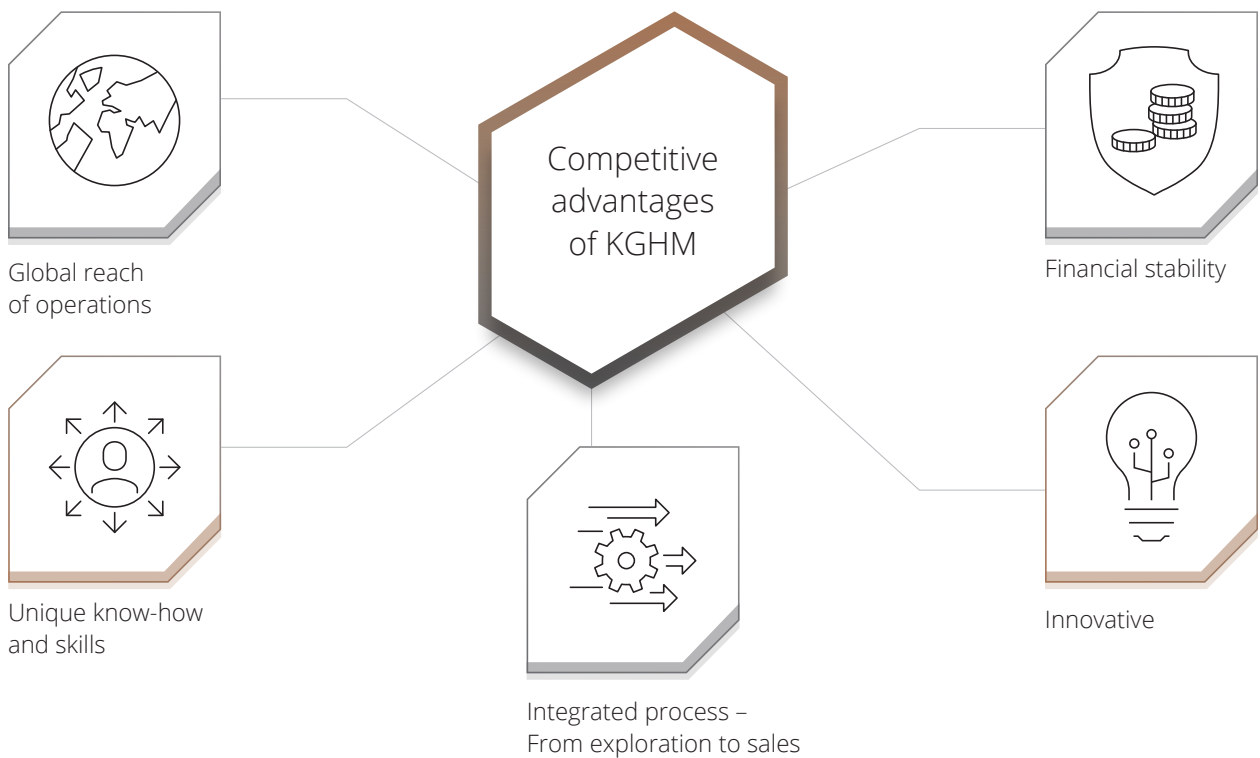 Competitive
advantages
of KGHM
Global reach
of operations
Financial stability
Unique know-how
and skills
Innovative
Integrated process –
From exploration to sales